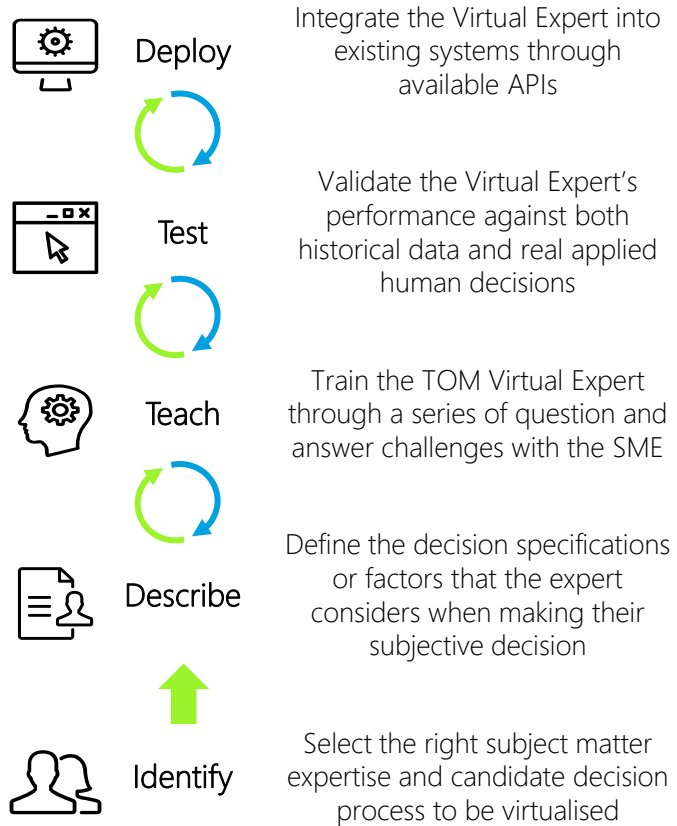 Deploy
Integrate the Virtual Expert into
existing systems through
available APIs
Test
Validate the Virtual Expert's
performance against both
historical data and real applied
human decisions
Teach
Train the TOM Virtual Expert
through a series of question and
answer challenges with the SME
Describe
Define the decision specifications
or factors that the expert
considers when making their
subjective decision
Identify
Select the right subject matter
expertise and candidate decision
process to be virtualised